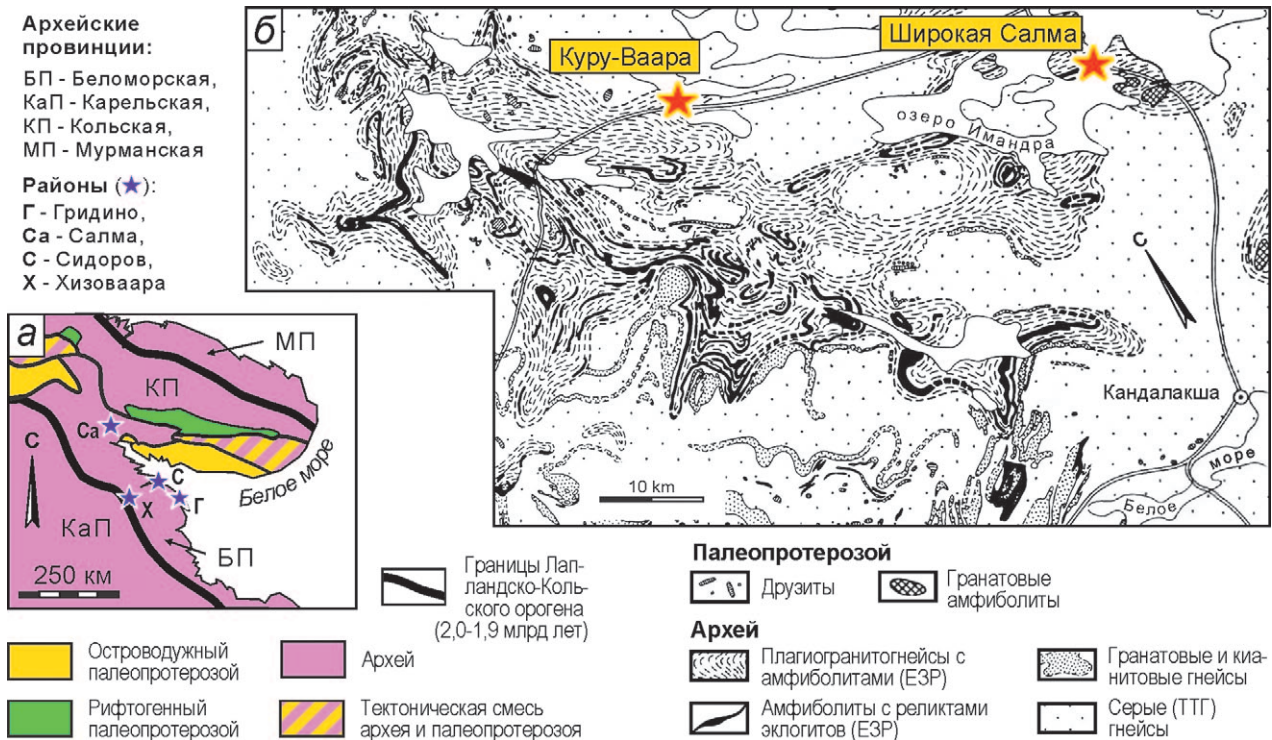 Архейские
провинции:
БП - Беломорская,
КаП - Карельская,
КП - Кольская,
МП - Мурманская
Районы (★):
Г - Гридино,
Са - Салма,
С - Сидоров,
Х - Хизоваара
б
Куру-Ваара
Широкая Салма
озеро Имандра
С
Кандалакша
10 km
Белое море
а
МП
КП
Са
С
С
Х
Г
Белое море
КаП
БП
250 км
Границы Лап-
ландско-Коль-
ского орогена
(2,0-1,9 млрд лет)
Островодужный
палеопротерозой
Архей
Рифтогенный
палеопротерозой
Тектоническая смесь
архея и палеопротерозоя
Палеопротерозой
Друзиты
Гранатовые
амфиболиты
Архей
Плагиогранитогнейсы с
амфиболитами (ЕЗР)
Гранатовые и киа-
нитовые гнейсы
Амфиболиты с реликтами
эклогитов (ЕЗР)
Серые (ТТГ)
гнейсы